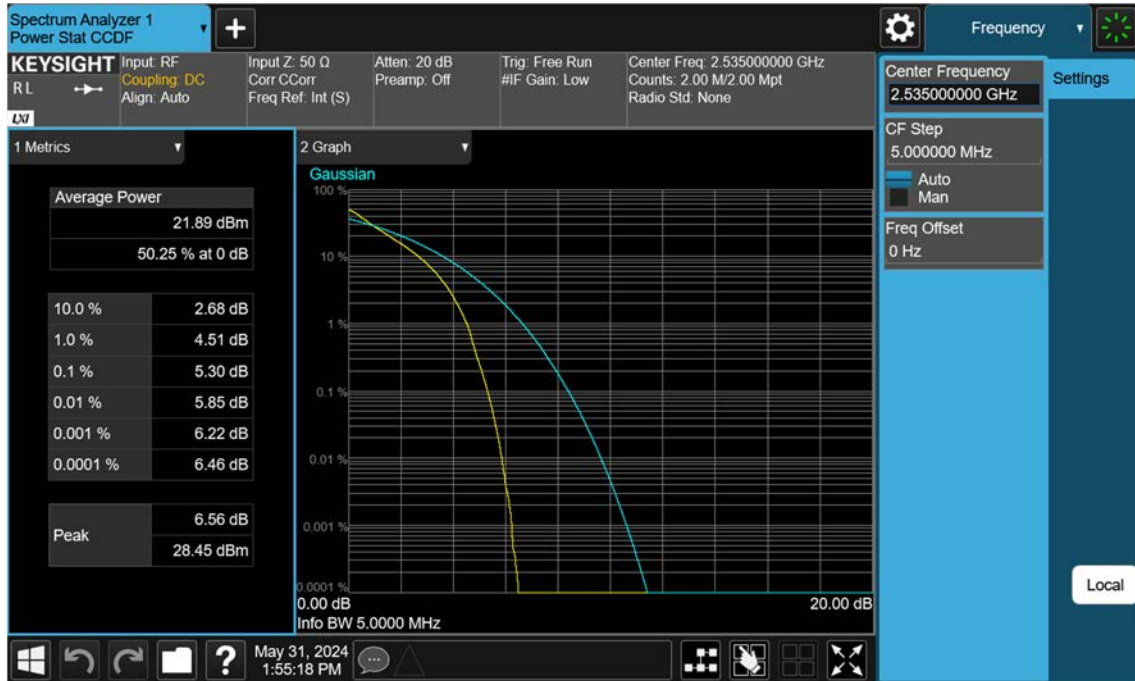 Spectrum Analyzer 1
Power Stat CCDF
Frequency
KEYSIGHT
R L
LXI
Input: RF
Coupling: DC
Align: Auto
Input Z: 50 Ω
Corr CCorr
Freq Ref: Int (S)
Atten: 20 dB
Preamp: Off
Trig: Free Run
#IF Gain: Low
Center Freq: 2.535000000 GHz
Counts: 2.00 M/2.00 Mpt
Radio Std: None
Center Frequency
2.535000000 GHz
Settings
CF Step
5.000000 MHz
Auto
Man
Freq Offset
0 Hz
1 Metrics
Average Power
21.89 dBm
50.25 % at 0 dB
10.0 % 2.68 dB
1.0 % 4.51 dB
0.1 % 5.30 dB
0.01 % 5.85 dB
0.001 % 6.22 dB
0.0001 % 6.46 dB
Peak
6.56 dB
28.45 dBm
2 Graph
Gaussian
100 %
10 %
1 %
0.1 %
0.01 %
0.001 %
0.0001 %
0.00 dB 20.00 dB
Info BW 5.0000 MHz
Local
?
May 31, 2024
1:55:18 PM